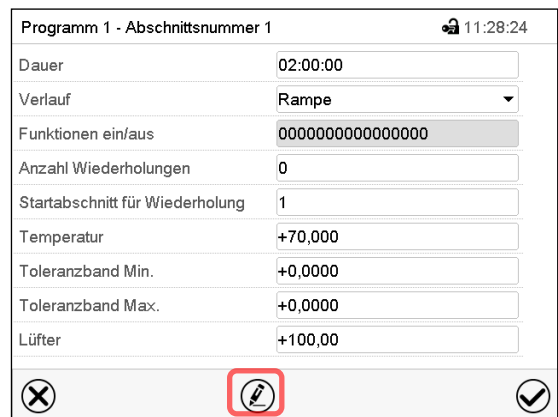 Programm 1 - Abschnittsnummer 1 11:28:24
Dauer 02:00:00
Verlauf Rampe
Funktionen ein/aus 0000000000000000
Anzahl Wiederholungen 0
Startabschnitt für Wiederholung 1
Temperatur +70,000
Toleranzband Min. +0,0000
Toleranzband Max. +0,0000
Lüfter +100,00